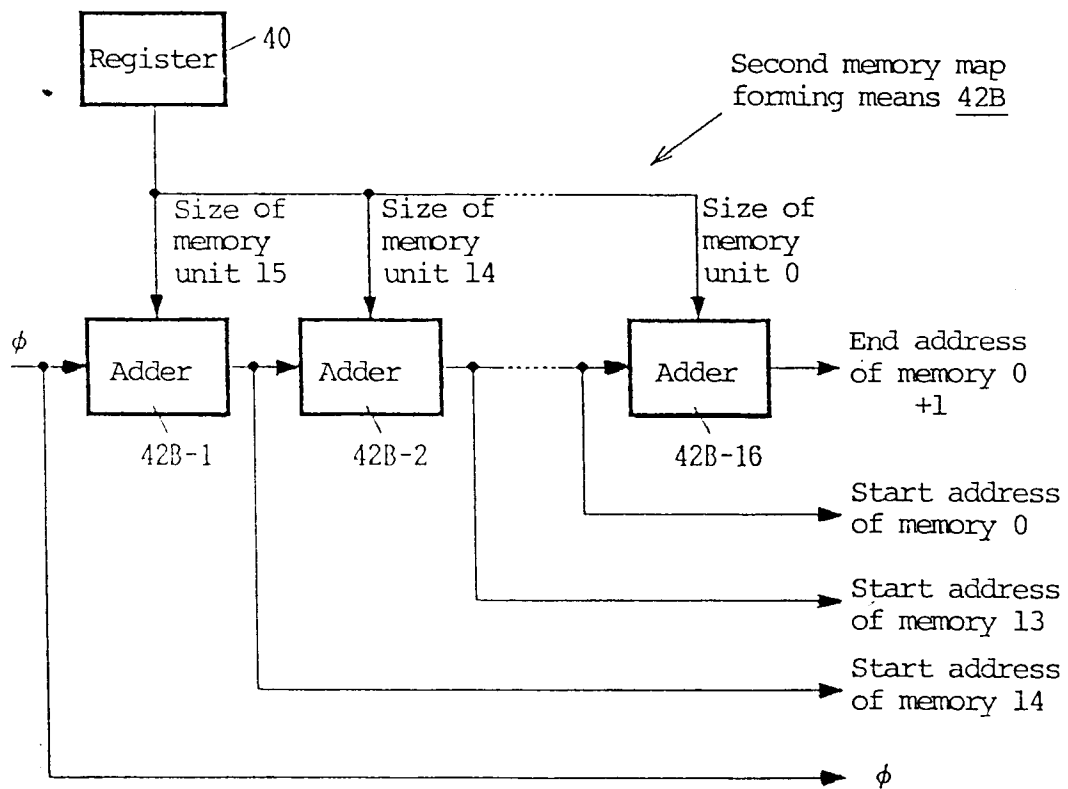 Register
40
Second memory map
forming means 42B
Size of
memory
unit 15
Size of
memory
unit 14
Size of
memory
unit 0
ϕ
Adder
Adder
Adder
End address
of memory 0
+1
42B-1
42B-2
42B-16
Start address
of memory 0
Start address
of memory 13
Start address
of memory 14
ϕ